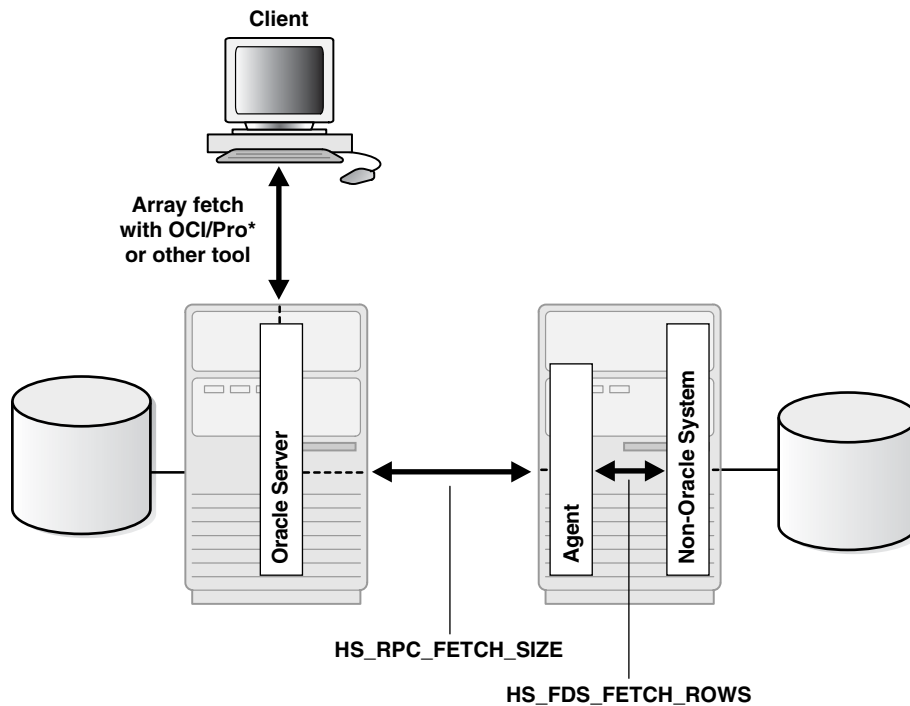 Client
Array fetch
with OCI/Pro*
or other tool
Oracle Server
Agent
Non-Oracle System
HS_RPC_FETCH_SIZE
HS_FDS_FETCH_ROWS